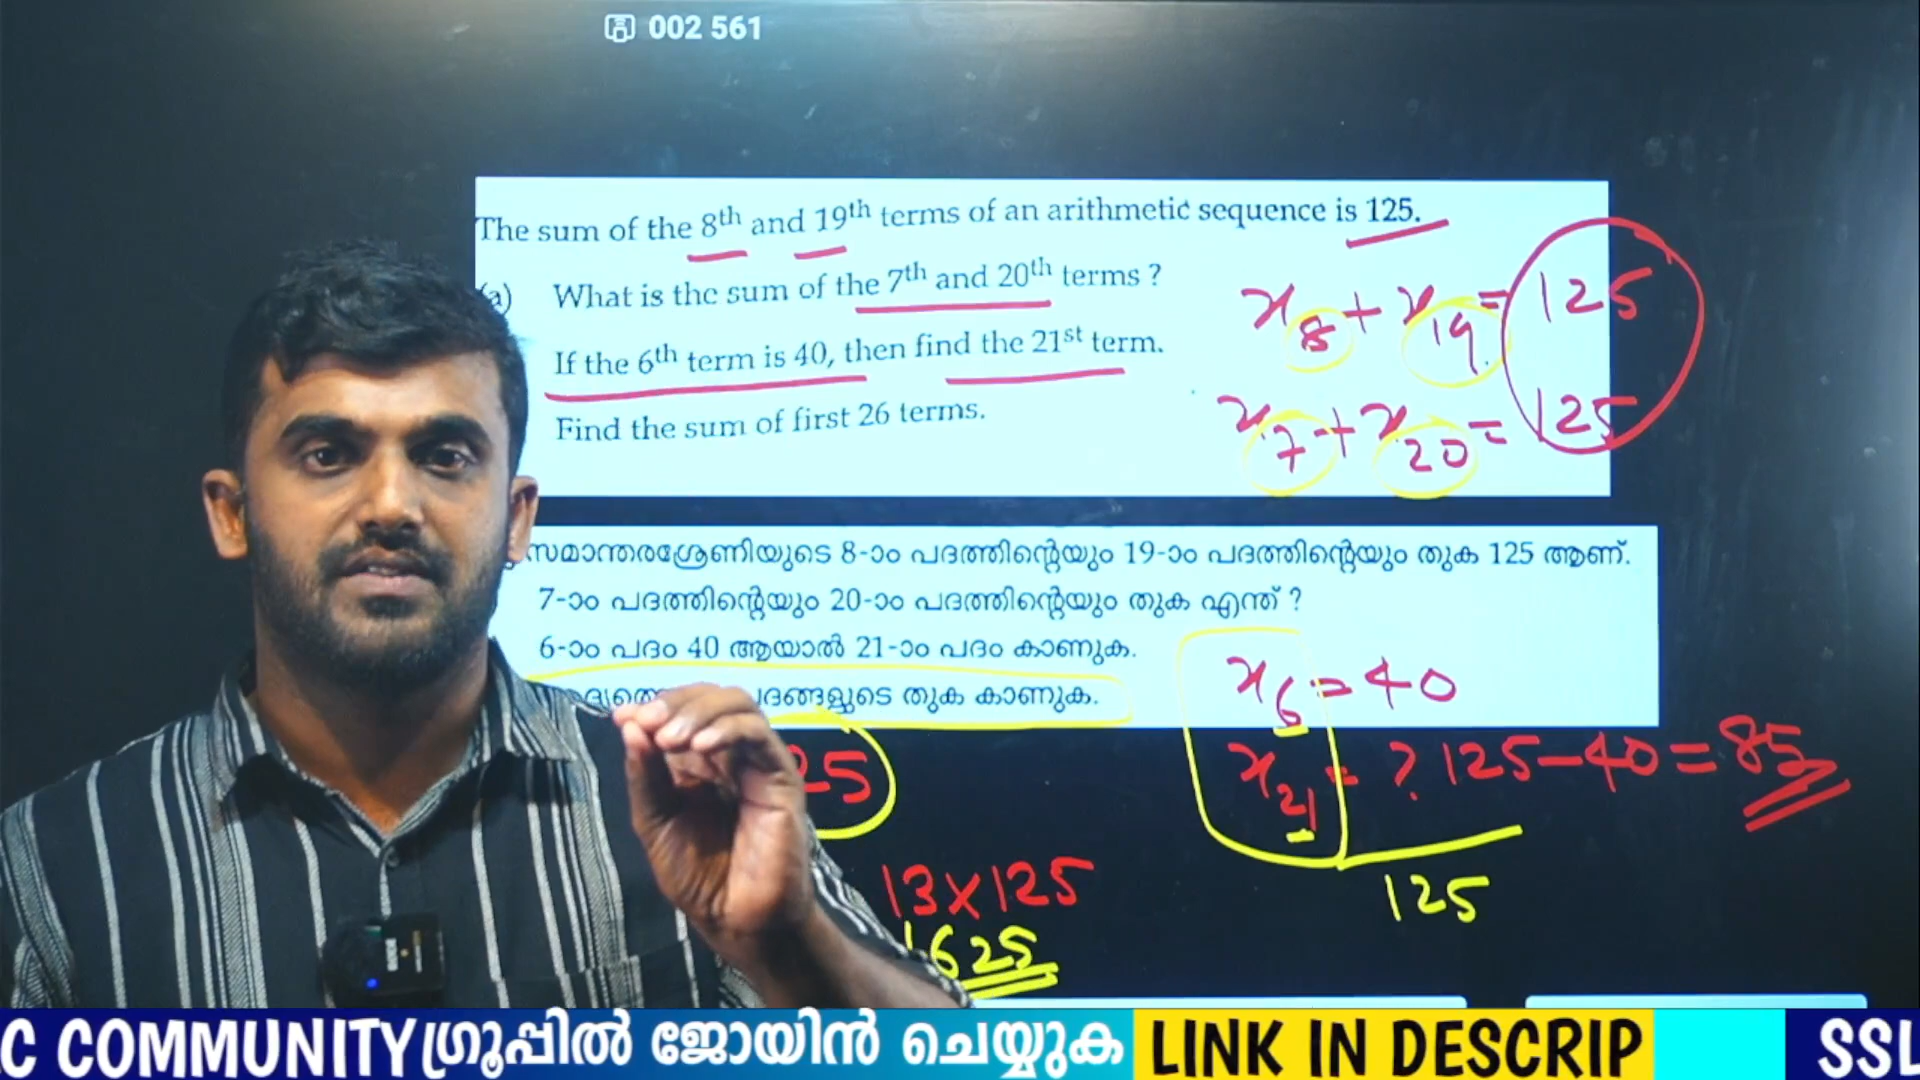 002 561
The sum of the 8th and 19th terms of an arithmetic sequence is 125.
(a) What is the sum of the 7th and 20th terms ?
If the 6th term is 40, then find the 21st term.
Find the sum of first 26 terms.
x8 + x19 = 125
x7 + x20 = 125
സമാന്തരശ്രേണിയുടെ 8-ാം പദത്തിന്റെയും 19-ാം പദത്തിന്റെയും തുക 125 ആണ്.
7-ാം പദത്തിന്റെയും 20-ാം പദത്തിന്റെയും തുക എന്ത് ?
6-ാം പദം 40 ആയാൽ 21-ാം പദം കാണുക.
തുക കാണുക.
x6 = 40
x21 = ? 125-40 = 85
125
25
13x125
1625
C COMMUNITY ഗ്രൂപ്പിൽ ജോയിൻ ചെയ്യുക LINK IN DESCRIP SSL